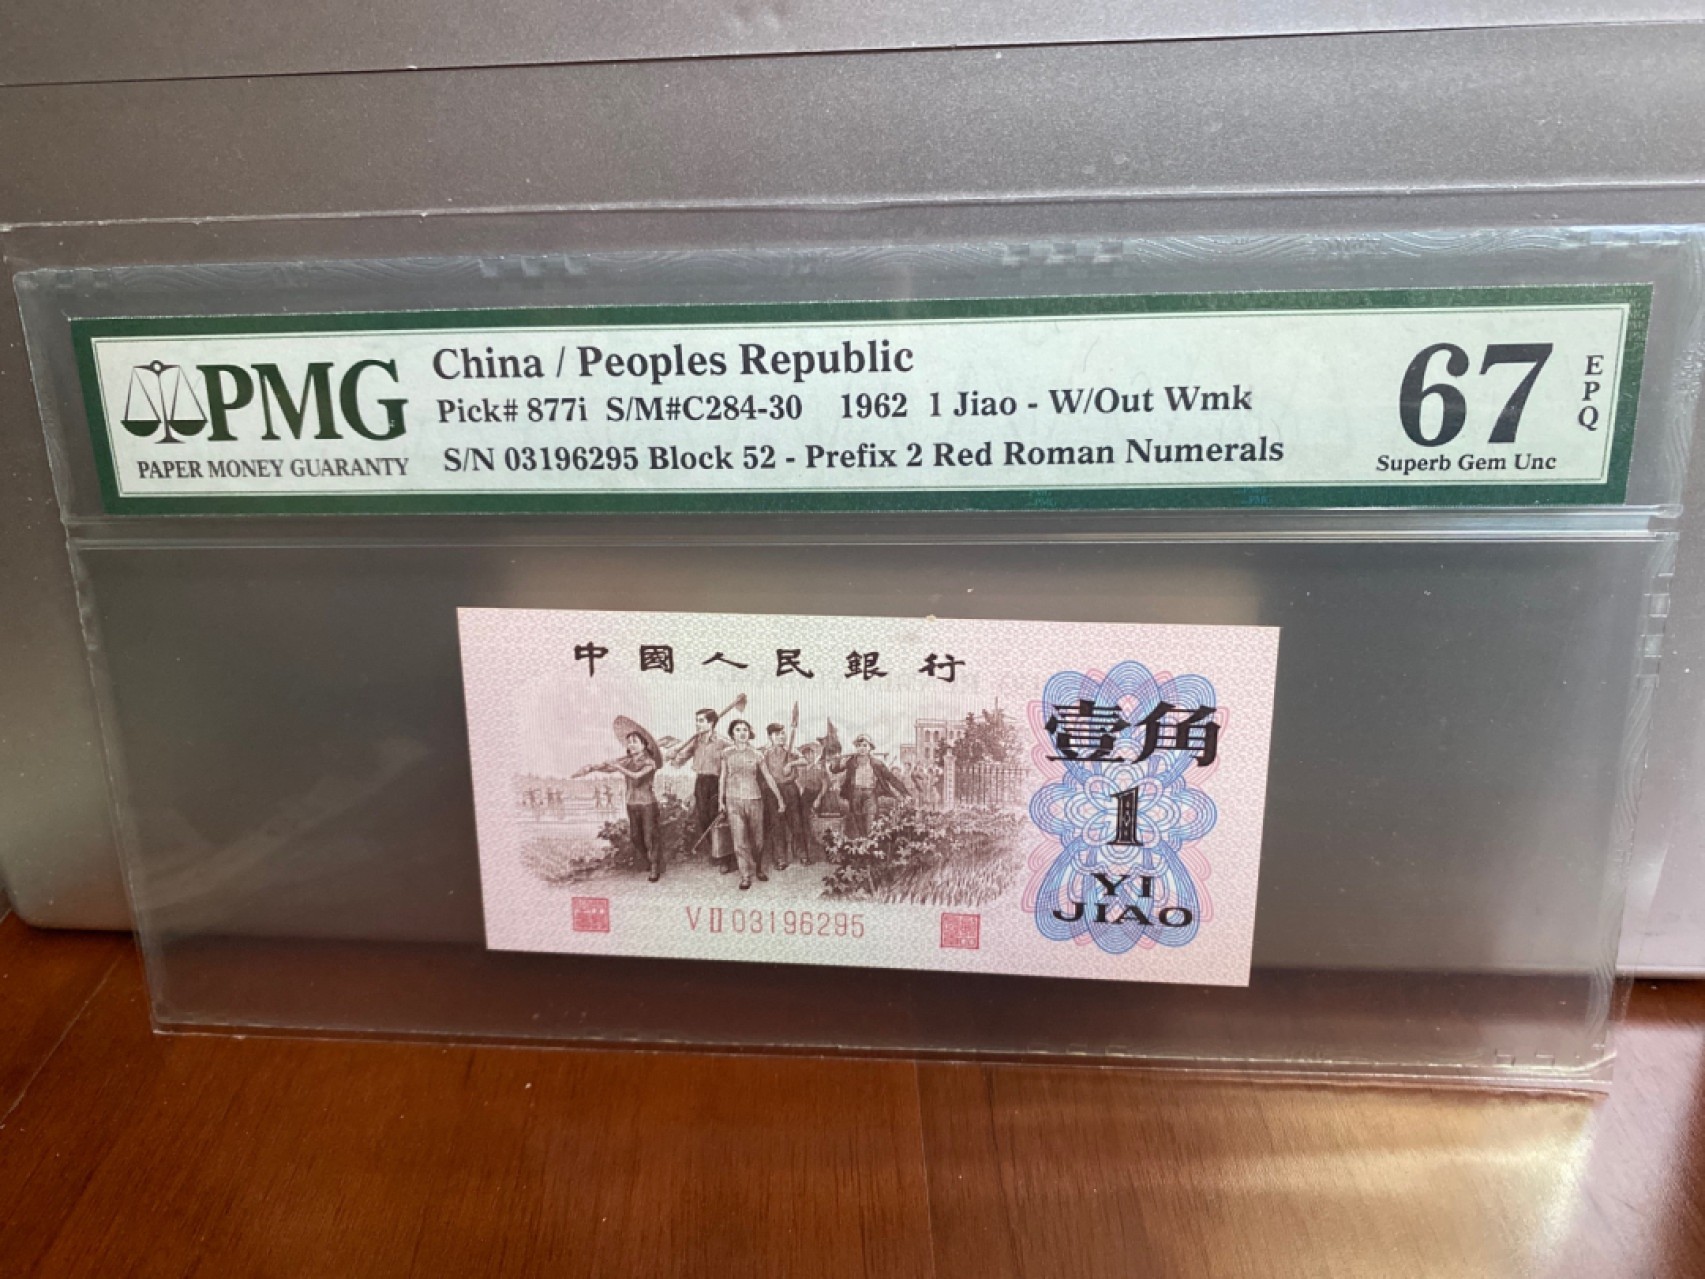 PMG
PAPER MONEY GUARANTY
China / Peoples Republic
Pick# 877i S/M#C284-30 1962 1 Jiao - W/Out Wmk
S/N 03196295 Block 52 - Prefix 2 Red Roman Numerals
67
EPQ
Superb Gem Unc
中國人民銀行
壹角
1
YI
JIAO
V II 03196295